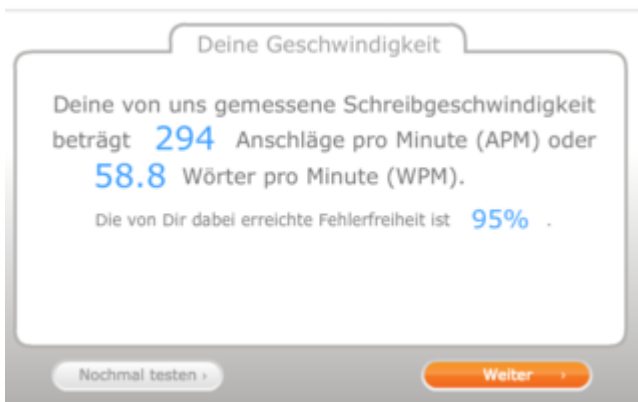 Deine Geschwindigkeit
Deine von uns gemessene Schreibgeschwindigkeit
beträgt 294 Anschläge pro Minute (APM) oder
58.8 Wörter pro Minute (WPM).
Die von Dir dabei erreichte Fehlerfreiheit ist 95% .
Nochmal testen ›
Weiter ›